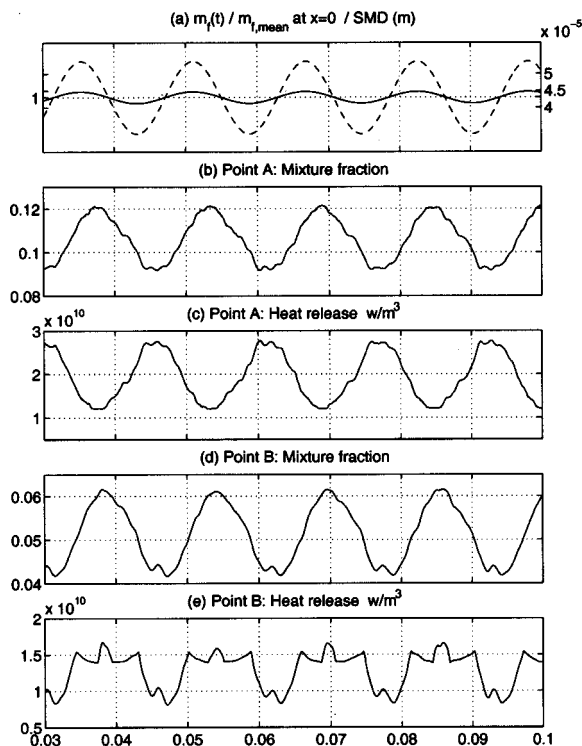 (a) m_f(t) / m_f,mean at x=0 / SMD (m)
x 10^-5
1
5
4.5
4
(b) Point A: Mixture fraction
0.12
0.1
0.08
(c) Point A: Heat release w/m^3
x 10^10
3
2
1
(d) Point B: Mixture fraction
0.06
0.05
0.04
(e) Point B: Heat release w/m^3
x 10^10
2
1.5
1
0.5
0.03 0.04 0.05 0.06 0.07 0.08 0.09 0.1